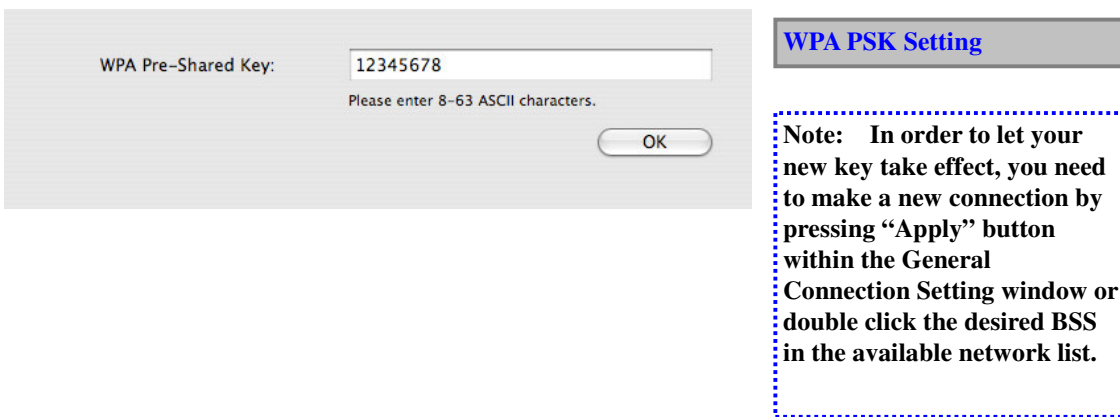 WPA Pre-Shared Key:
12345678
Please enter 8-63 ASCII characters.
OK
WPA PSK Setting
Note: In order to let your
new key take effect, you need
to make a new connection by
pressing “Apply” button
within the General
Connection Setting window or
double click the desired BSS
in the available network list.